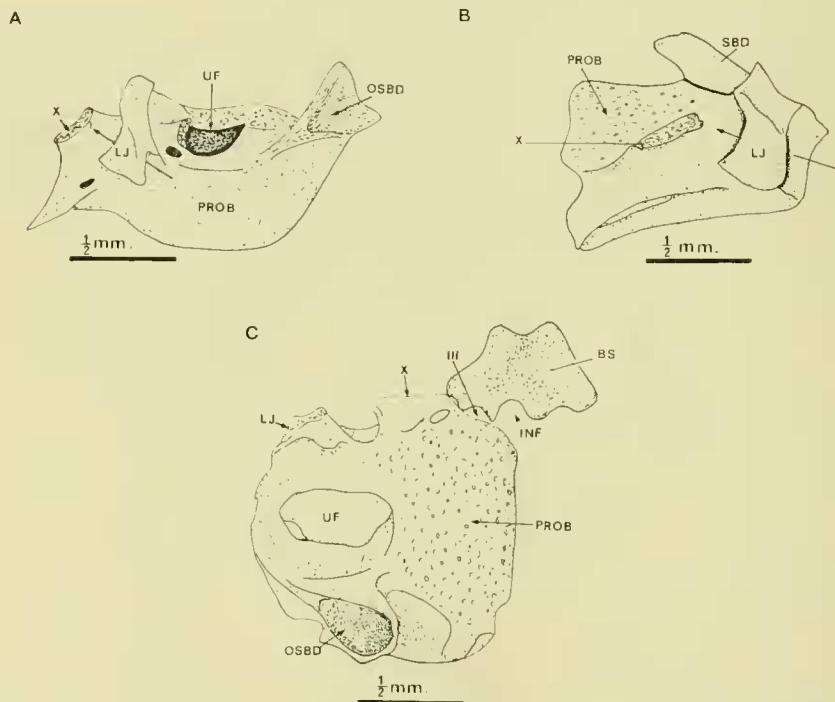 A
UF
OSBD
X
LJ
PROB
½ mm.
B
SBD
PROB
X
LJ
½ mm.
C
X
III
BS
LJ
INF
UF
PROB
OSBD
½ mm.